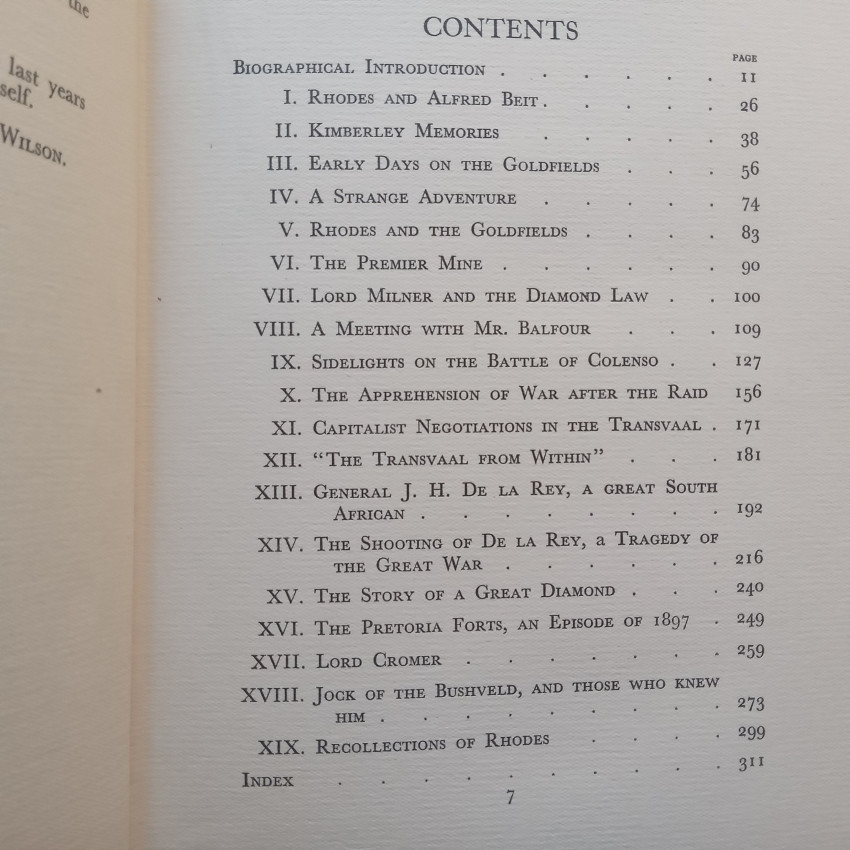 the
last years
self.
WILSON.
CONTENTS
PAGE
BIOGRAPHICAL INTRODUCTION . . . . . . 11
I. RHODES AND ALFRED BEIT . . . . . 26
II. KIMBERLEY MEMORIES . . . . . 38
III. EARLY DAYS ON THE GOLDFIELDS . . . 56
IV. A STRANGE ADVENTURE . . . . . 74
V. RHODES AND THE GOLDFIELDS . . . . 83
VI. THE PREMIER MINE . . . . . . 90
VII. LORD MILNER AND THE DIAMOND LAW . . 100
VIII. A MEETING WITH MR. BALFOUR . . . 109
IX. SIDELIGHTS ON THE BATTLE OF COLENSO . . 127
X. THE APPREHENSION OF WAR AFTER THE RAID 156
XI. CAPITALIST NEGOTIATIONS IN THE TRANSVAAL . 171
XII. "THE TRANSVAAL FROM WITHIN" . . . 181
XIII. GENERAL J. H. DE LA REY, A GREAT SOUTH
AFRICAN . . . . . . . . 192
XIV. THE SHOOTING OF DE LA REY, A TRAGEDY OF
THE GREAT WAR . . . . . . 216
XV. THE STORY OF A GREAT DIAMOND . . . 240
XVI. THE PRETORIA FORTS, AN EPISODE OF 1897 . 249
XVII. LORD CROMER . . . . . . . 259
XVIII. JOCK OF THE BUSHVELD, AND THOSE WHO KNEW
HIM . . . . . . . . . 273
XIX. RECOLLECTIONS OF RHODES . . . . 299
INDEX . . . . . . . . . . 311
7